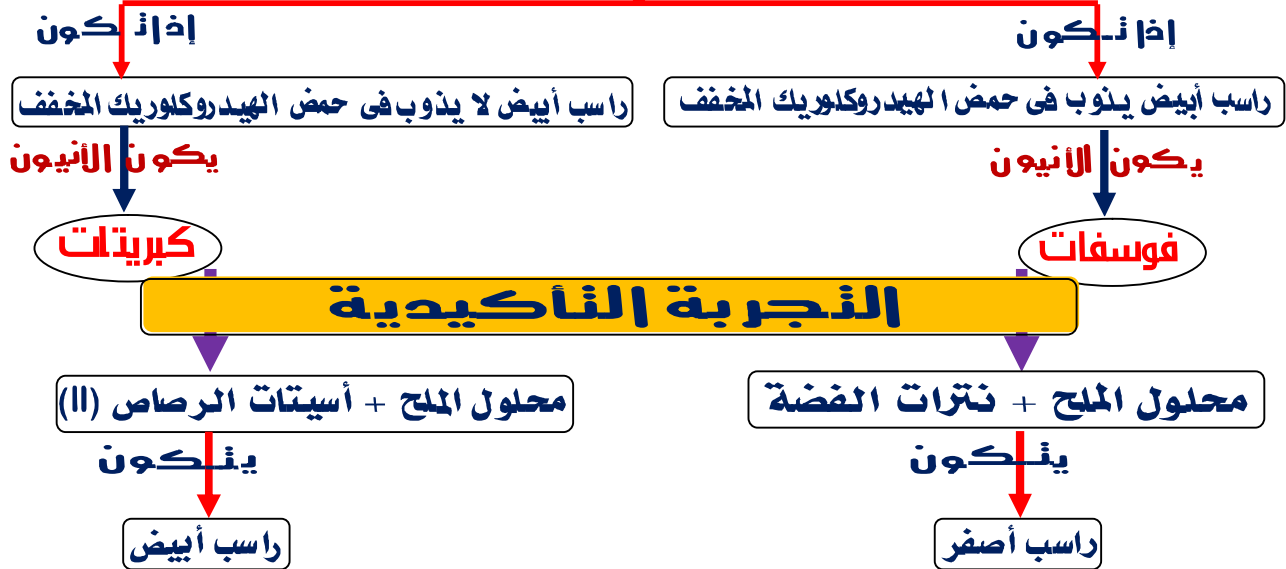 إذا تكون
إذا تكون
راسب أبيض يذوب فى حمض الهيدروكلوريك المخفف
راسب أبيض لا يذوب فى حمض الهيدروكلوريك المخفف
يكون الأنيون
يكون الأنيون
فوسفات
كبريتات
التجربة التأكيدية
محلول الملح + نترات الفضة
محلول الملح + أسيتات الرصاص (II)
يتكون
يتكون
راسب أصفر
راسب أبيض